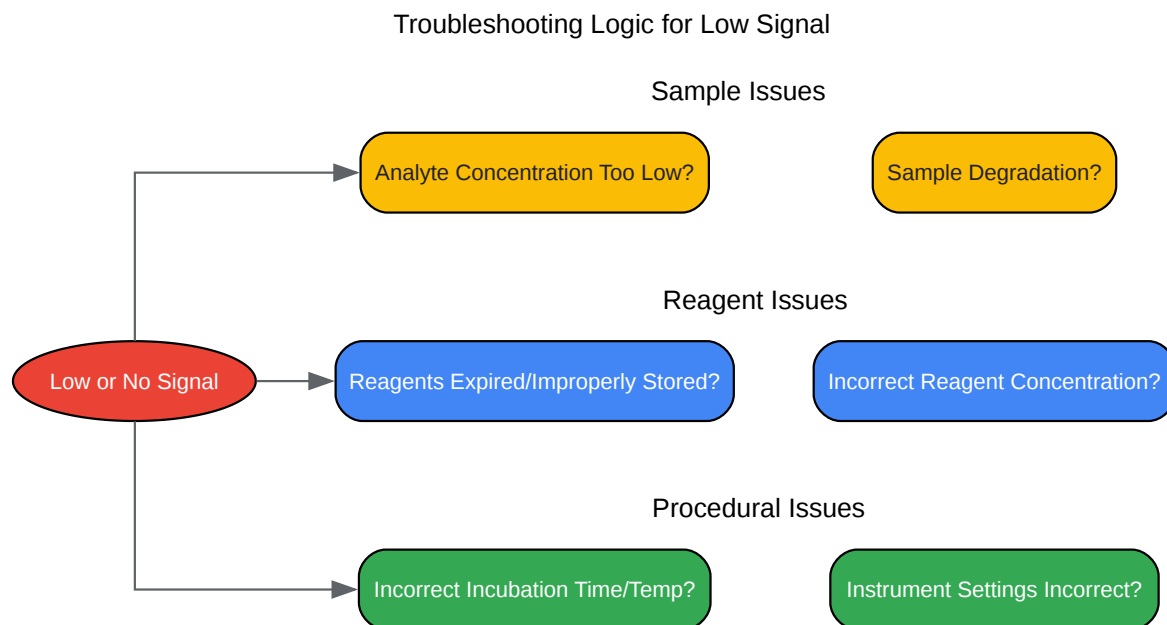 Troubleshooting Logic for Low Signal
Sample Issues
Analyte Concentration Too Low?
Sample Degradation?
Reagent Issues
Low or No Signal
Reagents Expired/Improperly Stored?
Incorrect Reagent Concentration?
Procedural Issues
Incorrect Incubation Time/Temp?
Instrument Settings Incorrect?